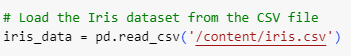 # Load the Iris dataset from the CSV file
iris_data = pd.read_csv('/content/iris.csv')